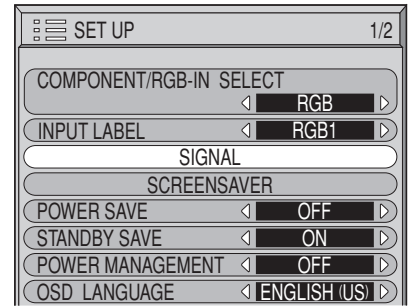 SET UP 1/2
COMPONENT/RGB-IN SELECT
RGB
INPUT LABEL RGB1
SIGNAL
SCREENSAVER
POWER SAVE OFF
STANDBY SAVE ON
POWER MANAGEMENT OFF
OSD LANGUAGE ENGLISH (US)